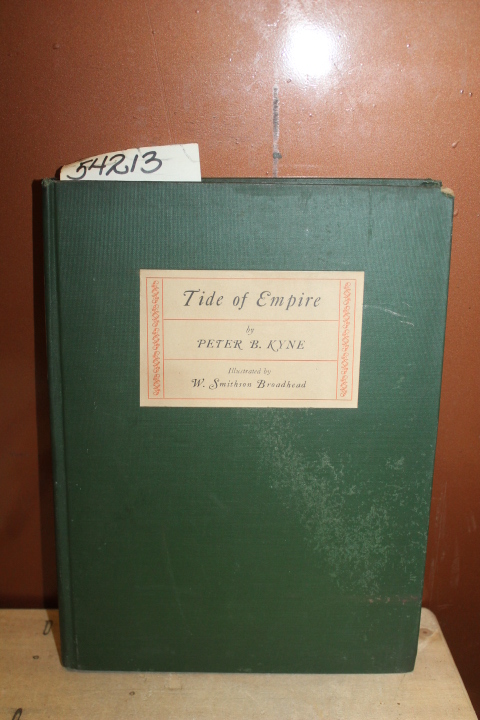 54213
Tide of Empire
by
PETER B. KYNE
Illustrated by
W. Smithson Broadhead